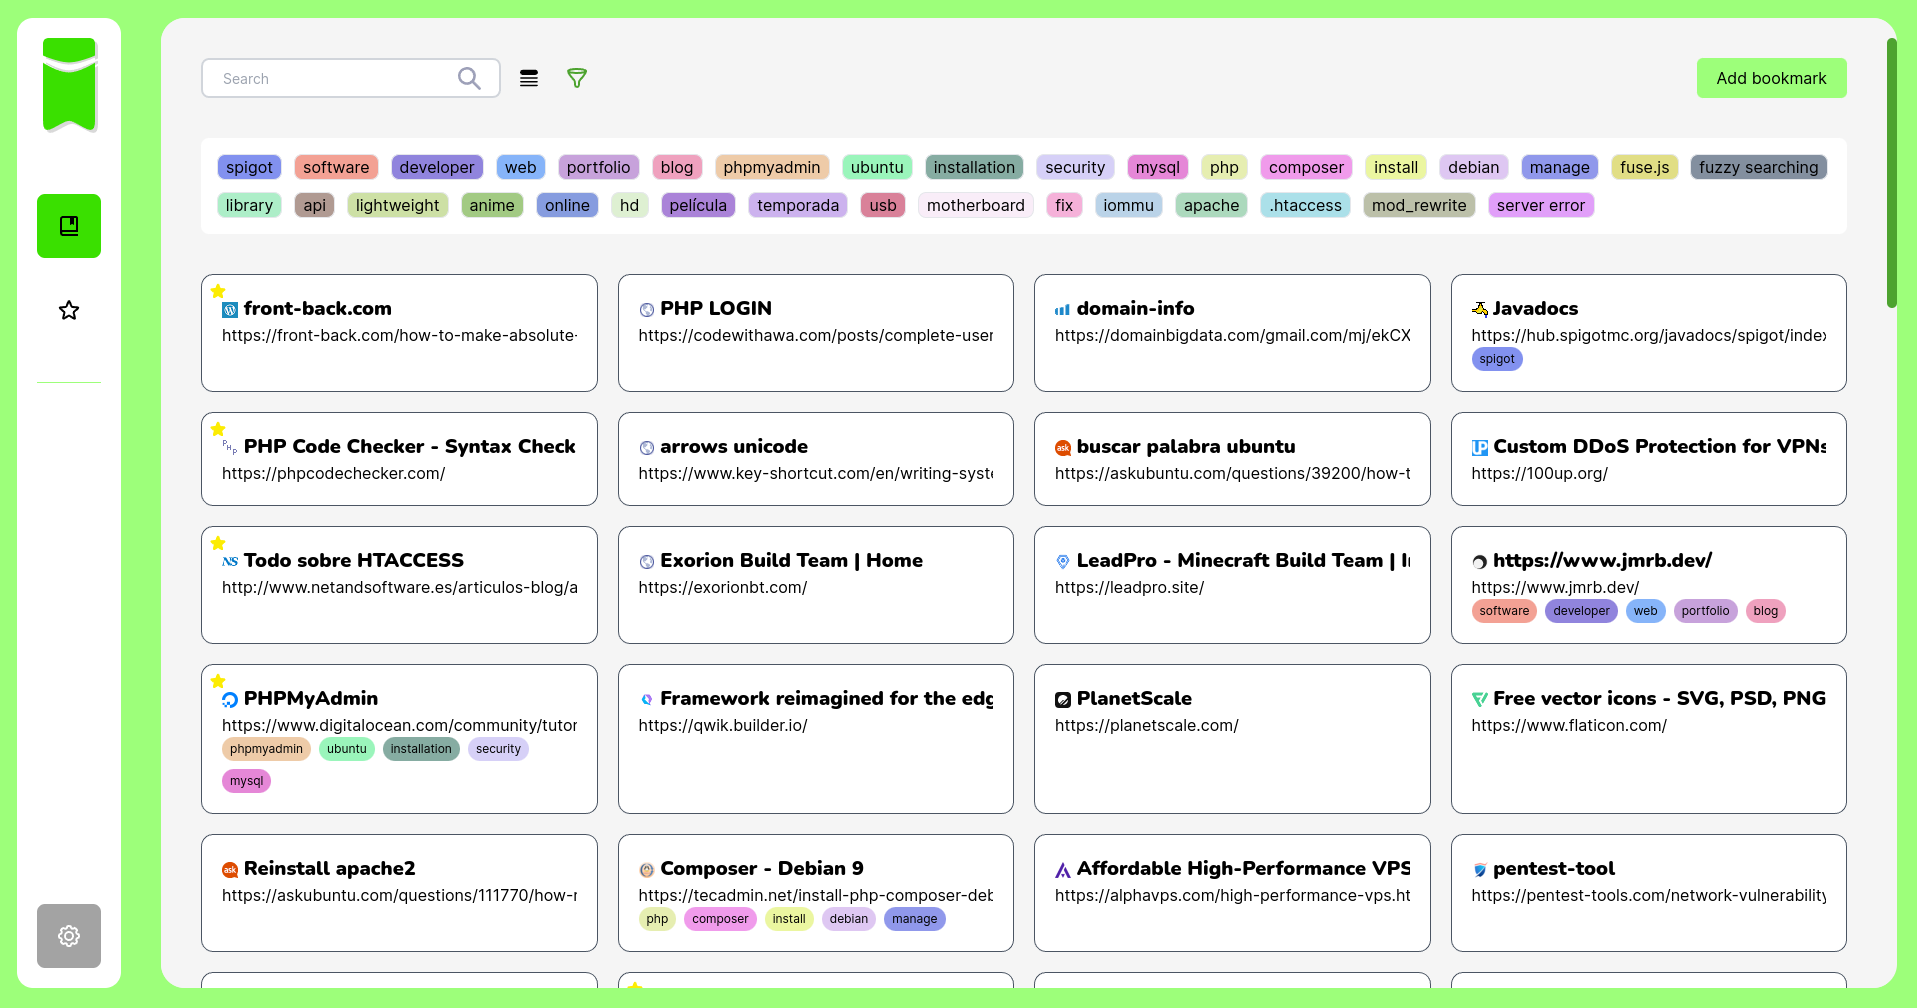 Search
Add bookmark
spigot software developer web portfolio blog phpmyadmin ubuntu installation security mysql php composer install debian manage fuse.js fuzzy searching
library api lightweight anime online hd película temporada usb motherboard fix iommu apache .htaccess mod_rewrite server error
front-back.com
https://front-back.com/how-to-make-absolute-
PHP LOGIN
https://codewithawa.com/posts/complete-user
domain-info
https://domainbigdata.com/gmail.com/mj/ekCX
Javadocs
https://hub.spigotmc.org/javadocs/spigot/index
spigot
PHP Code Checker - Syntax Check
https://phpcodechecker.com/
arrows unicode
https://www.key-shortcut.com/en/writing-syste
buscar palabra ubuntu
https://askubuntu.com/questions/39200/how-t
Custom DDoS Protection for VPNs
https://100up.org/
Todo sobre HTACCESS
http://www.netandsoftware.es/articulos-blog/a
Exorion Build Team | Home
https://exorionbt.com/
LeadPro - Minecraft Build Team | I
https://leadpro.site/
https://www.jmrb.dev/
https://www.jmrb.dev/
software developer web portfolio blog
PHPMyAdmin
https://www.digitalocean.com/community/tutor
phpmyadmin ubuntu installation security
mysql
Framework reimagined for the edg
https://qwik.builder.io/
PlanetScale
https://planetscale.com/
Free vector icons - SVG, PSD, PNG
https://www.flaticon.com/
Reinstall apache2
https://askubuntu.com/questions/111770/how-r
Composer - Debian 9
https://tecadmin.net/install-php-composer-deb
php composer install debian manage
Affordable High-Performance VPS
https://alphavps.com/high-performance-vps.ht
pentest-tool
https://pentest-tools.com/network-vulnerability